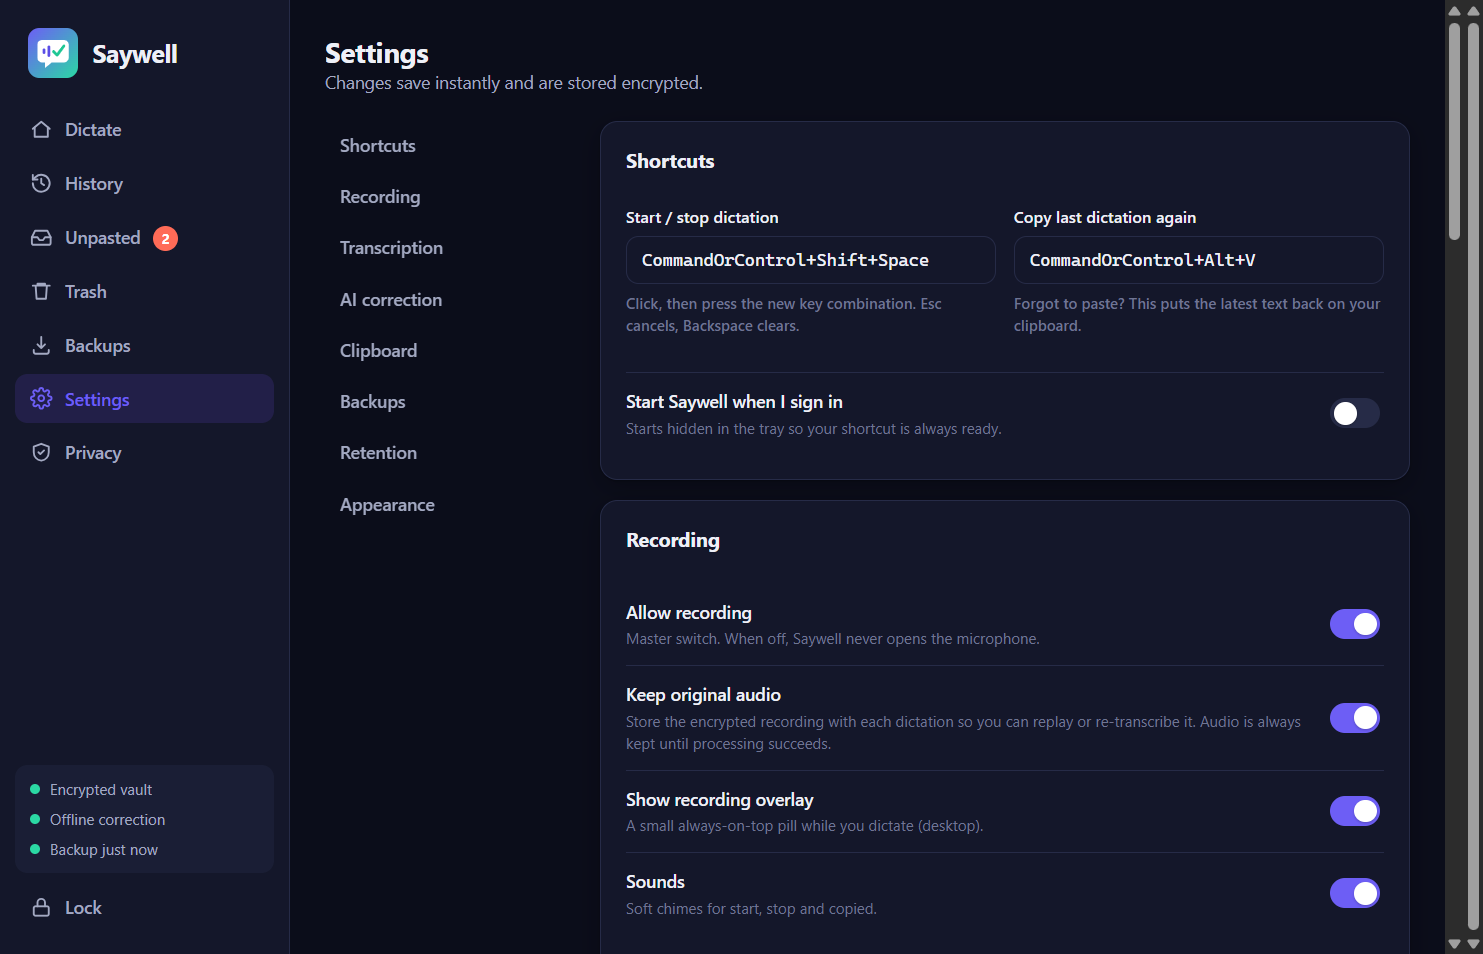 Saywell
Dictate
History
Unpasted 2
Trash
Backups
Settings
Privacy
Encrypted vault
Offline correction
Backup just now
Lock
Settings
Changes save instantly and are stored encrypted.
Shortcuts
Recording
Transcription
AI correction
Clipboard
Backups
Retention
Appearance
Shortcuts
Start / stop dictation
CommandOrControl+Shift+Space
Click, then press the new key combination. Esc
cancels, Backspace clears.
Copy last dictation again
CommandOrControl+Alt+V
Forgot to paste? This puts the latest text back on your
clipboard.
Start Saywell when I sign in
Starts hidden in the tray so your shortcut is always ready.
Recording
Allow recording
Master switch. When off, Saywell never opens the microphone.
Keep original audio
Store the encrypted recording with each dictation so you can replay or re-transcribe it. Audio is always
kept until processing succeeds.
Show recording overlay
A small always-on-top pill while you dictate (desktop).
Sounds
Soft chimes for start, stop and copied.